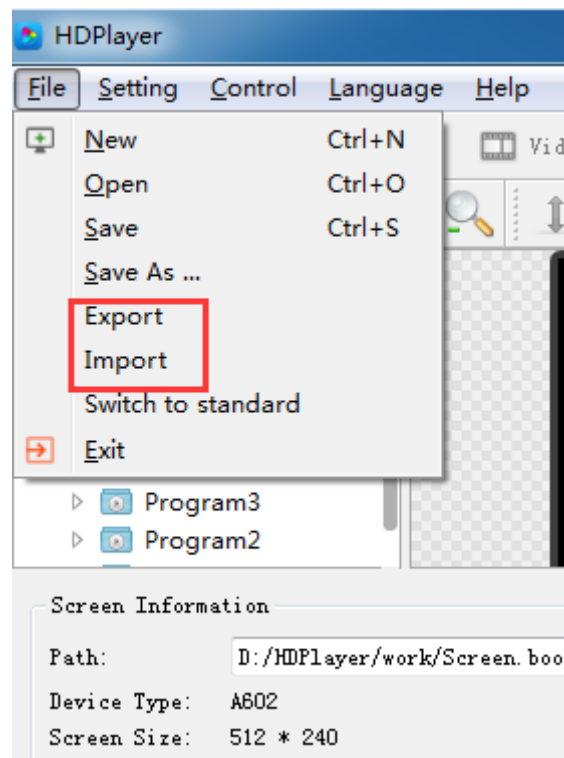 HDPlayer
File Setting Control Language Help
New Ctrl+N
Open Ctrl+O
Save Ctrl+S
Save As ...
Export
Import
Switch to standard
Exit
Program3
Program2
Screen Information
Path: D:/HDPlayer/work/Screen.boo
Device Type: A602
Screen Size: 512 * 240